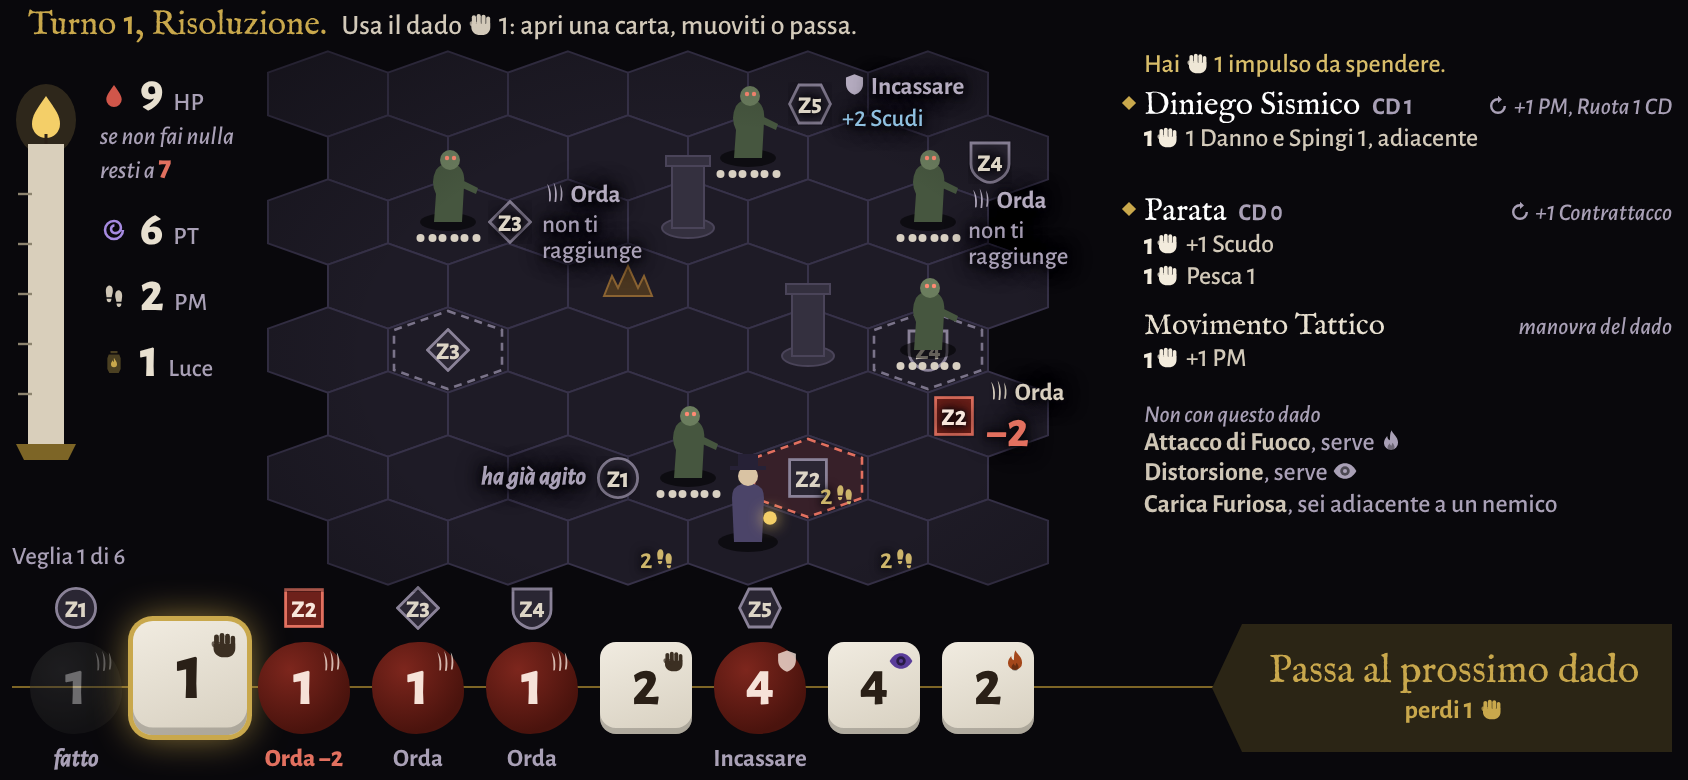 Turno 1, Risoluzione. Usa il dado 1: apri una carta, muoviti o passa.
9 HP
se non fai nulla
resti a 7
6 PT
2 PM
1 Luce
Veglia 1 di 6
Z5 Incassare
+2 Scudi
Z4
Orda
non ti
raggiunge
Z3 Orda
non ti
raggiunge
Z3
Z4
Orda
Z2 −2
ha già agito Z1
Z2
2
2
2
Hai 1 impulso da spendere.
Diniego Sismico CD 1 +1 PM, Ruota 1 CD
1 1 Danno e Spingi 1, adiacente
Parata CD 0 +1 Contrattacco
1 +1 Scudo
1 Pesca 1
Movimento Tattico manovra del dado
1 +1 PM
Non con questo dado
Attacco di Fuoco, serve
Distorsione, serve
Carica Furiosa, sei adiacente a un nemico
Z1 Z2 Z3 Z4 Z5
1 1 1 1 1 2 4 4 2
fatto Orda −2 Orda Orda Incassare
Passa al prossimo dado
perdi 1